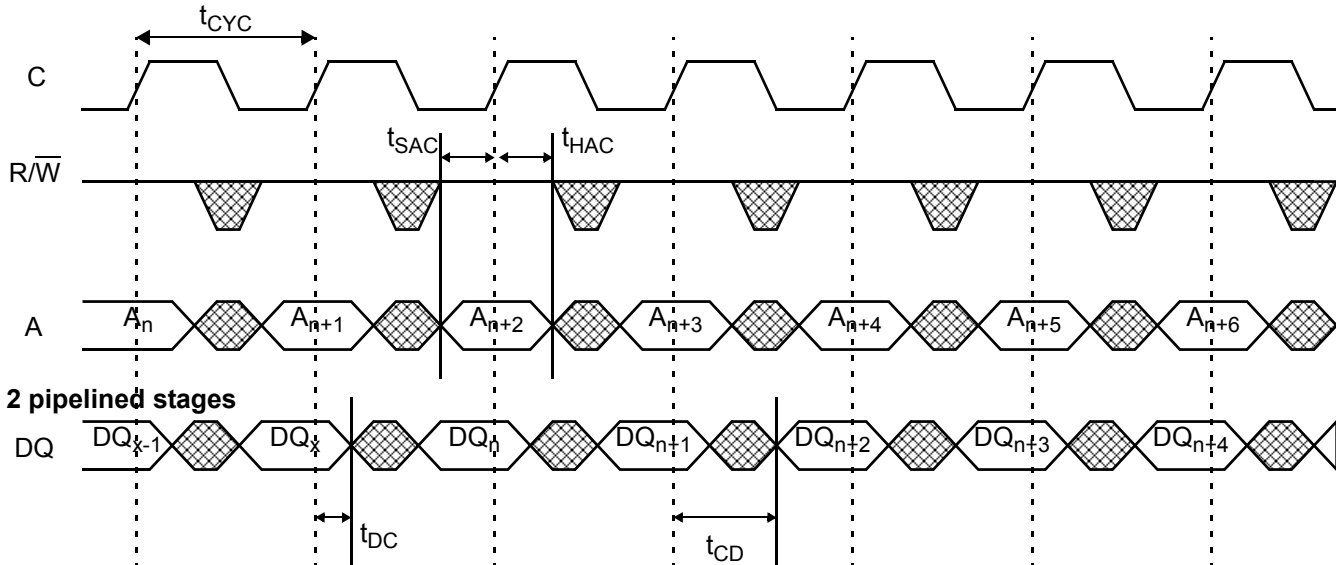 tCYC
C
tSAC tHAC
R/W̅
A An An+1 An+2 An+3 An+4 An+5 An+6
2 pipelined stages
DQ DQx-1 DQx DQn DQn+1 DQn+2 DQn+3 DQn+4
tDC tCD